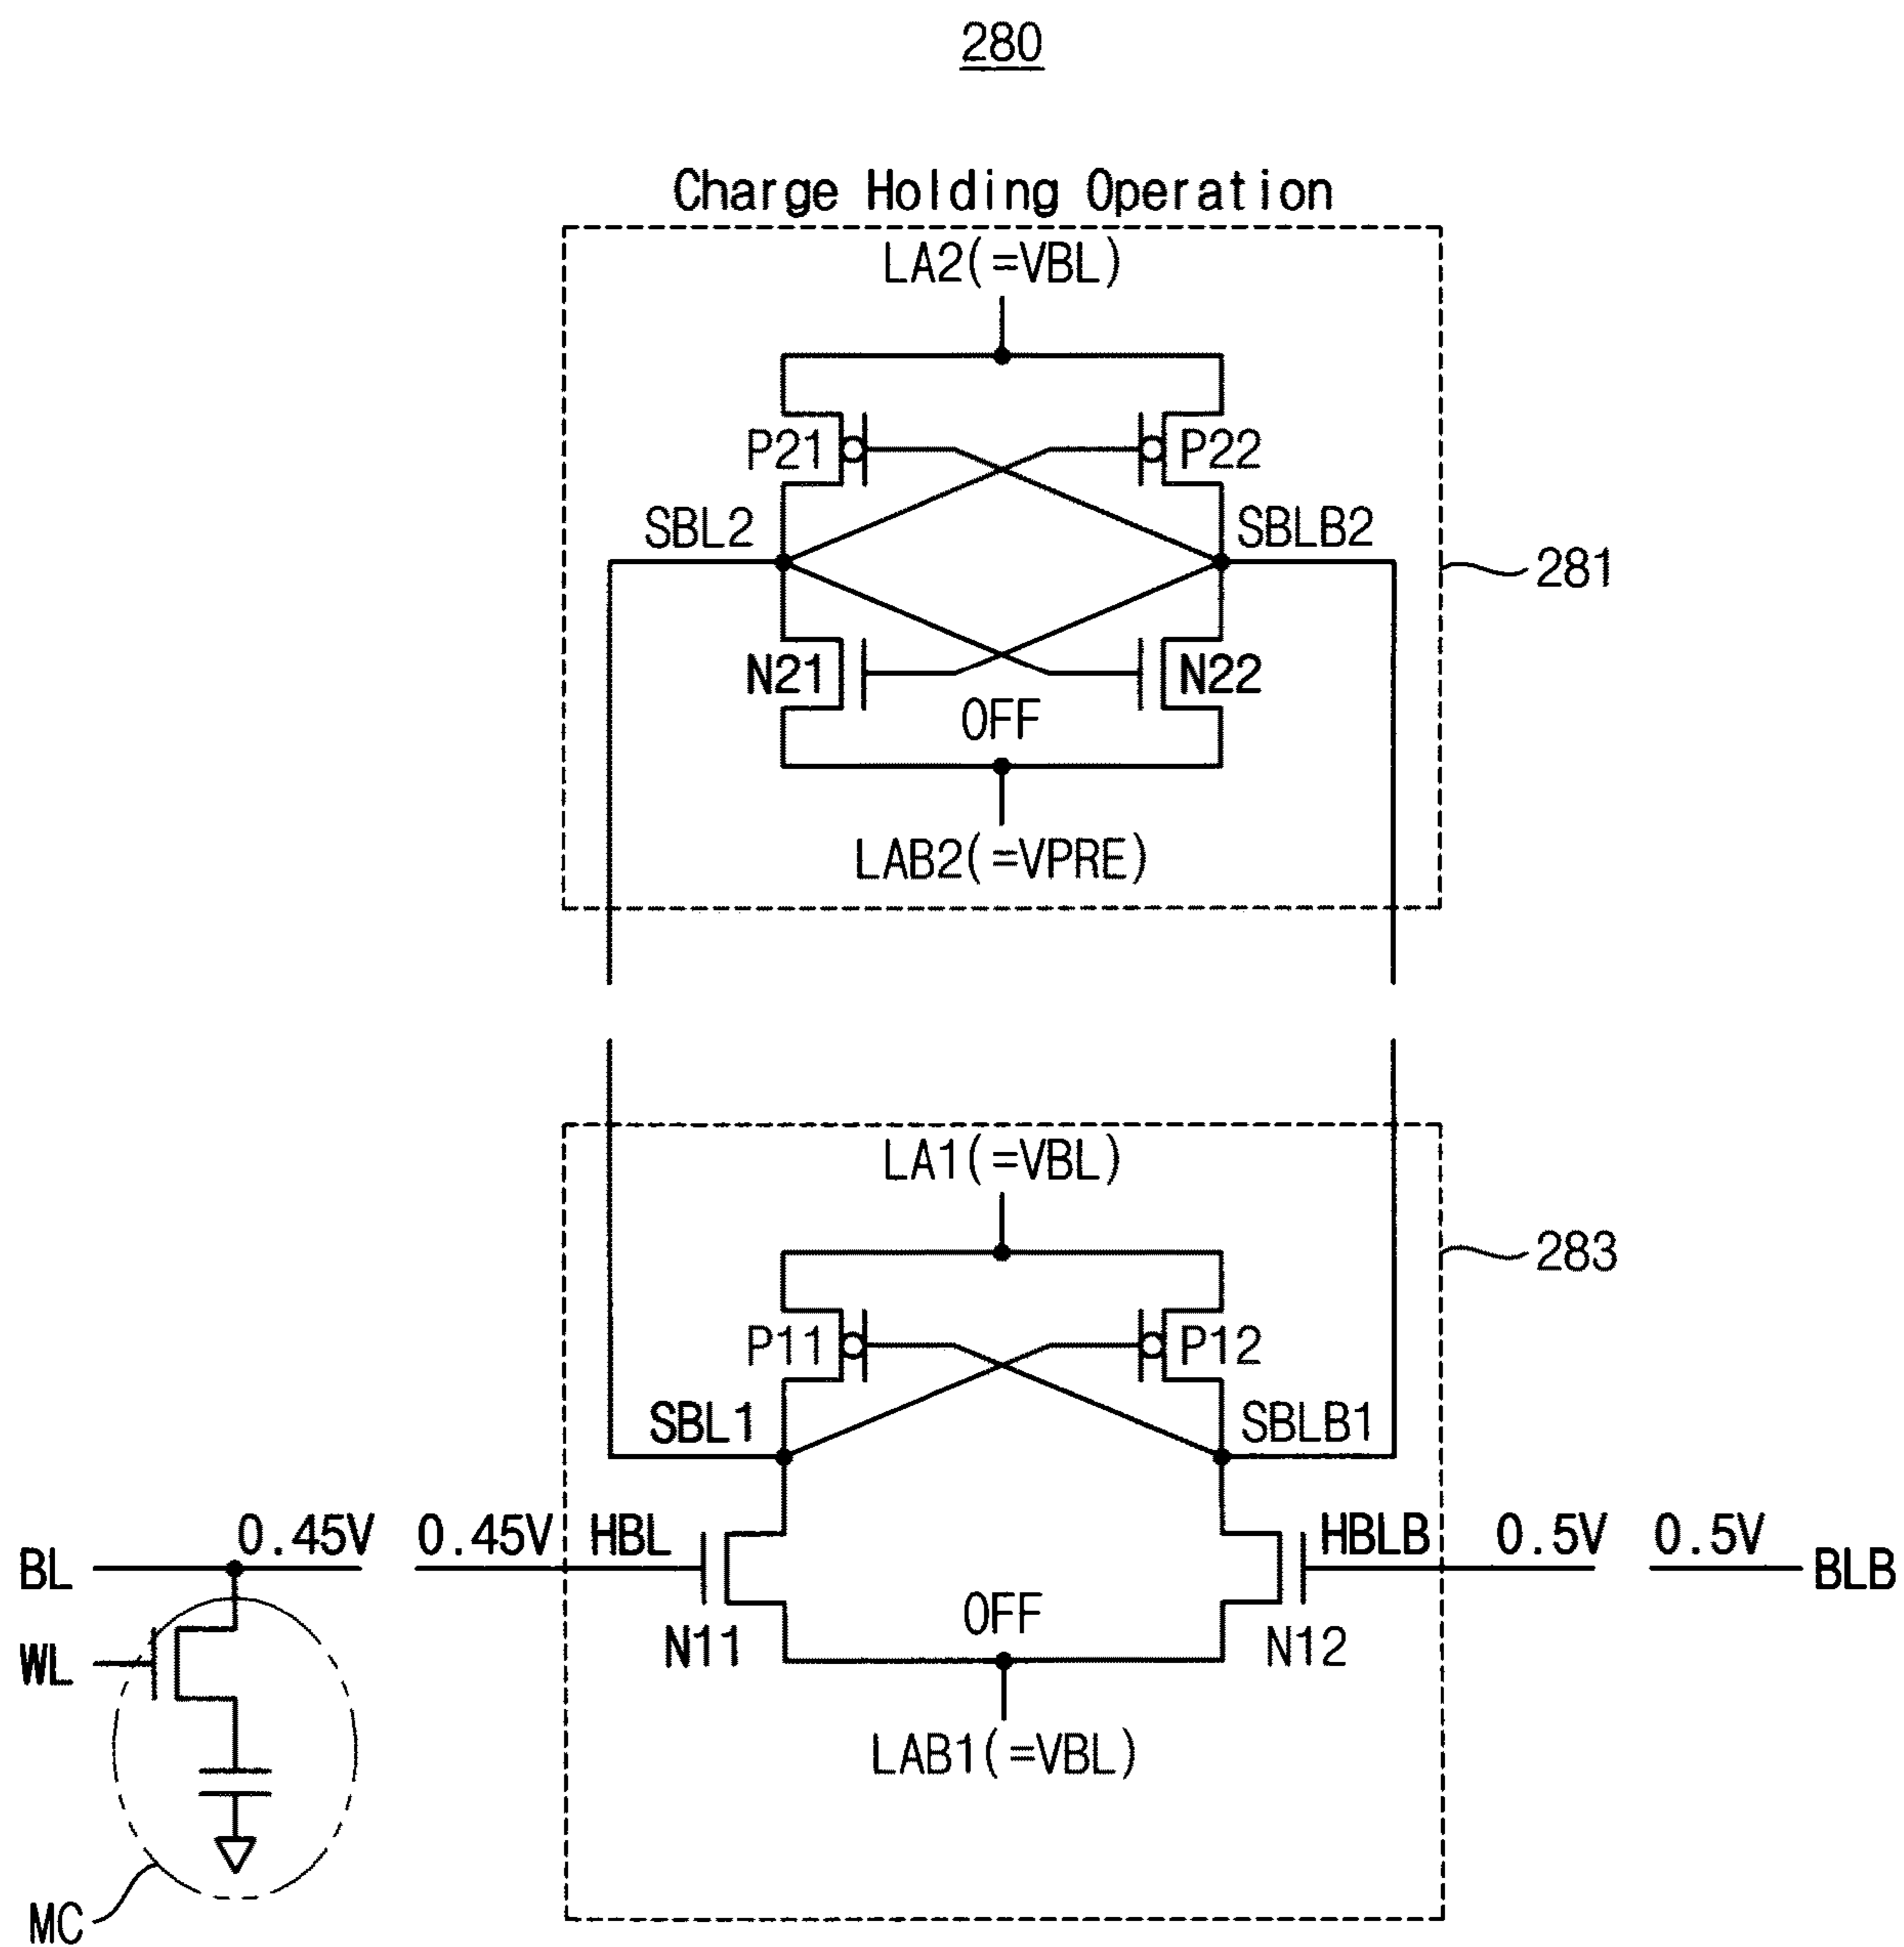 280
Charge Holding Operation
LA2(=VBL)
P21
P22
SBL2
SBLB2
281
N21
N22
OFF
LAB2(=VPRE)
LA1(=VBL)
283
P11
P12
SBL1
SBLB1
BL
0.45V
0.45V
HBL
HBLB
0.5V
0.5V
BLB
WL
N11
OFF
N12
LAB1(=VBL)
MC